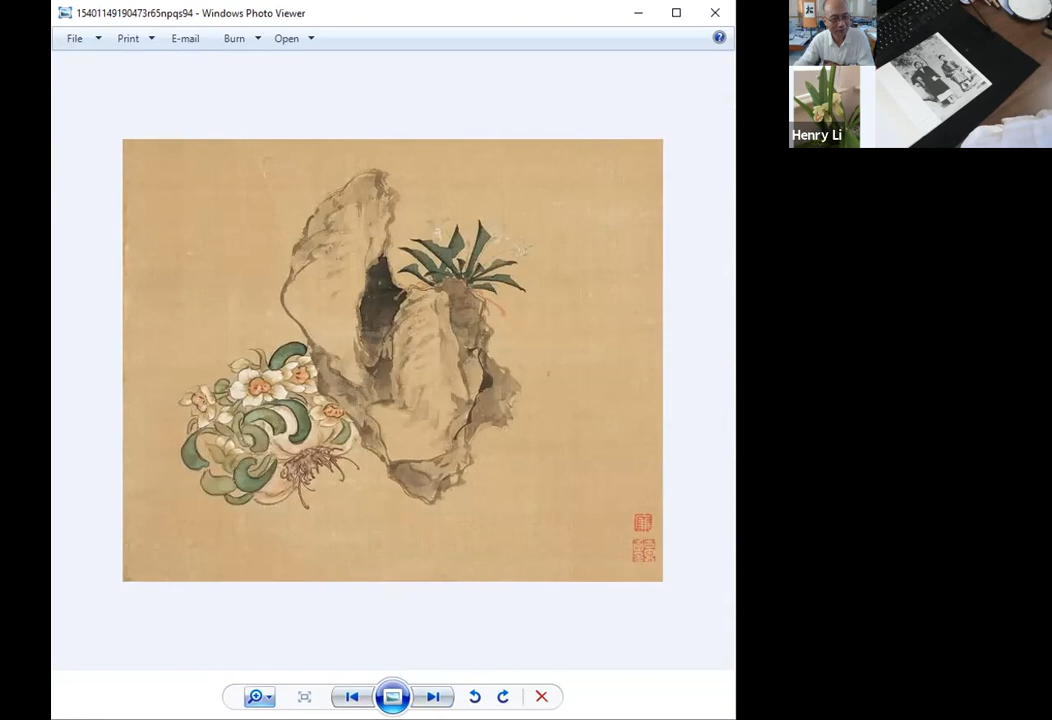 15401149190473r65npqs94 - Windows Photo Viewer
File Print E-mail Burn Open
Henry Li